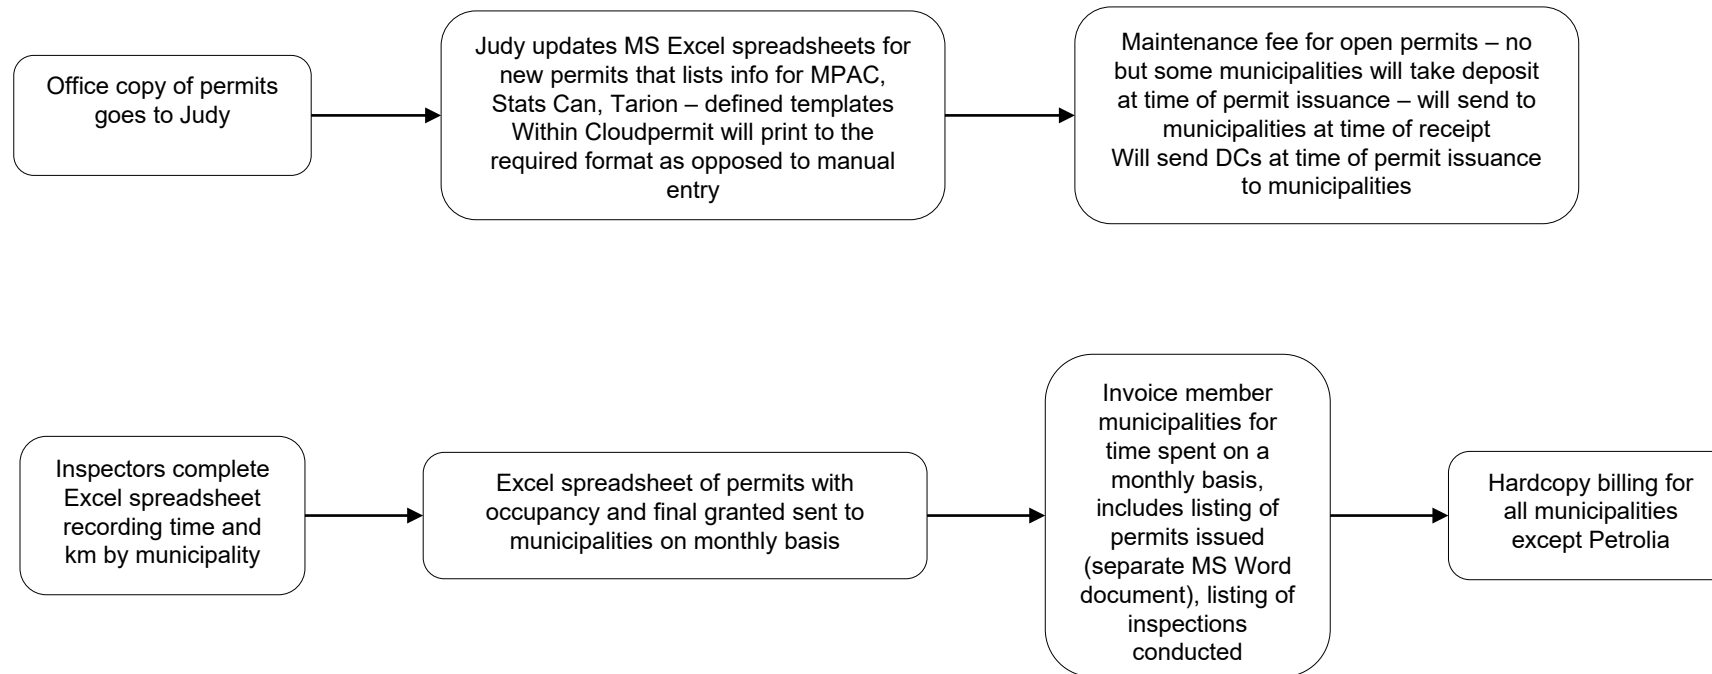 Office copy of permits
goes to Judy
Judy updates MS Excel spreadsheets for
new permits that lists info for MPAC,
Stats Can, Tarion – defined templates
Within Cloudpermit will print to the
required format as opposed to manual
entry
Maintenance fee for open permits – no
but some municipalities will take deposit
at time of permit issuance – will send to
municipalities at time of receipt
Will send DCs at time of permit issuance
to municipalities
Inspectors complete
Excel spreadsheet
recording time and
km by municipality
Excel spreadsheet of permits with
occupancy and final granted sent to
municipalities on monthly basis
Invoice member
municipalities for
time spent on a
monthly basis,
includes listing of
permits issued
(separate MS Word
document), listing of
inspections
conducted
Hardcopy billing for
all municipalities
except Petrolia